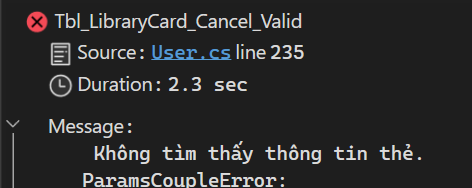 Tbl_LibraryCard_Cancel_Valid
Source: User.cs line 235
Duration: 2.3 sec
Message:
Không tìm thấy thông tin thẻ.
ParamsCoupleError: